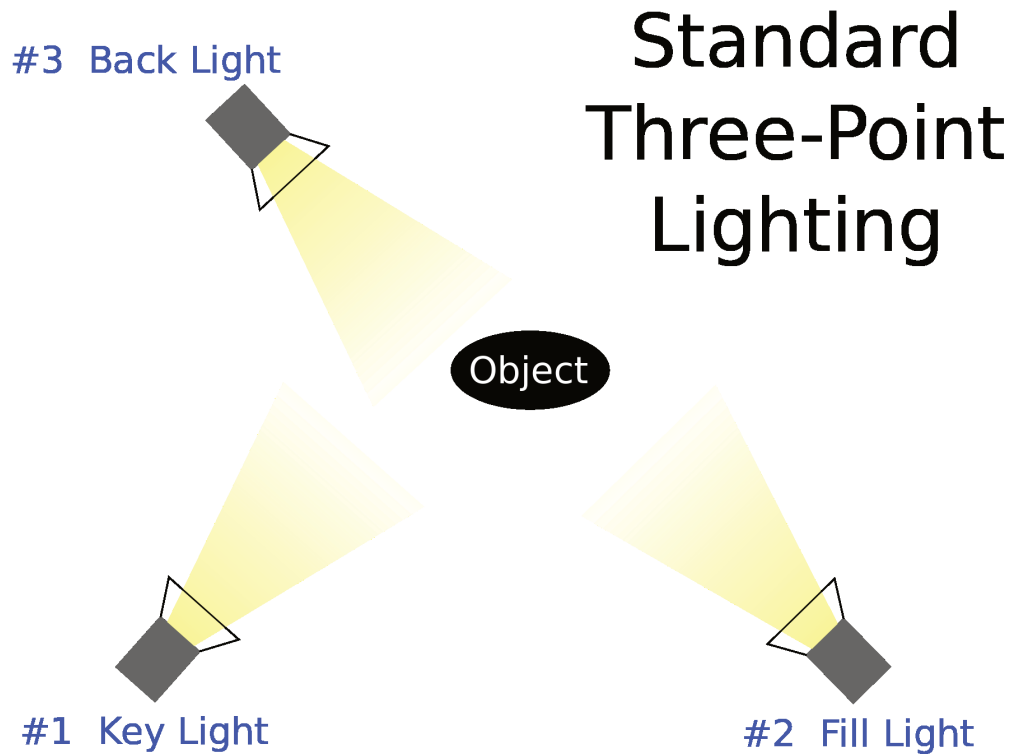 Standard
Three-Point
Lighting
#3 Back Light
Object
#1 Key Light
#2 Fill Light